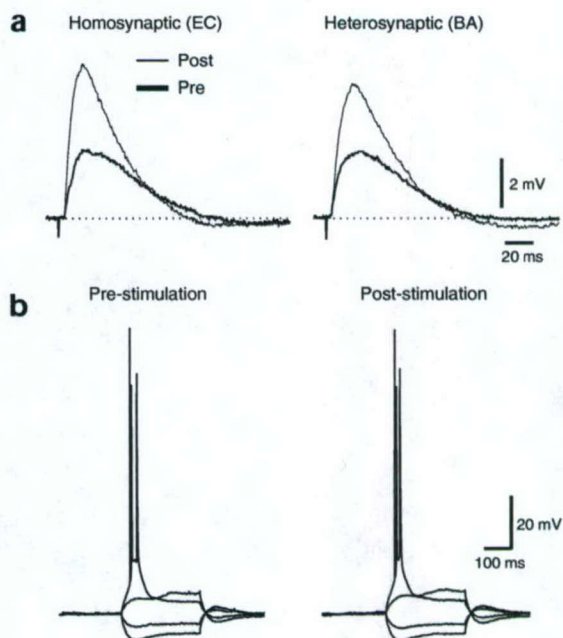 a
Homosynaptic (EC)
Heterosynaptic (BA)
Post
Pre
2 mV
20 ms
b
Pre-stimulation
Post-stimulation
20 mV
100 ms